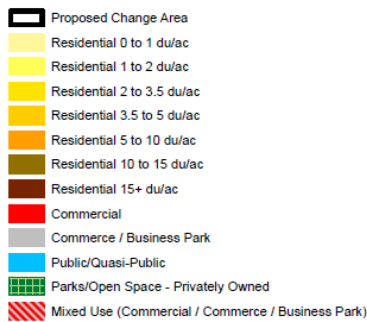 Proposed Change Area
Residential 0 to 1 du/ac
Residential 1 to 2 du/ac
Residential 2 to 3.5 du/ac
Residential 3.5 to 5 du/ac
Residential 5 to 10 du/ac
Residential 10 to 15 du/ac
Residential 15+ du/ac
Commercial
Commerce / Business Park
Public/Quasi-Public
Parks/Open Space - Privately Owned
Mixed Use (Commercial / Commerce / Business Park)